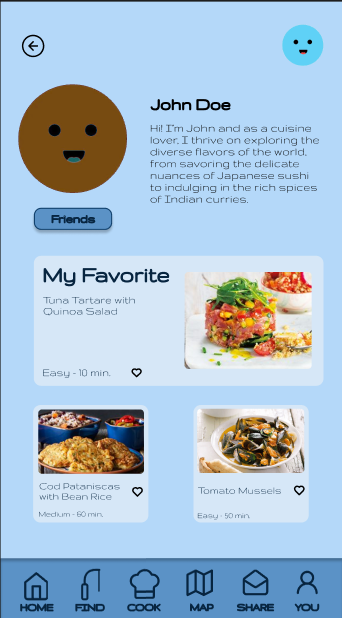 John Doe
Hi! I'm John and as a cuisine
lover, I thrive on exploring the
diverse flavors of the world,
from savoring the delicate
nuances of Japanese sushi
to indulging in the rich spices
of Indian curries.
Friends
My Favorite
Tuna Tartare with
Quinoa Salad
Easy - 10 min.
Cod Pataniscas
with Bean Rice
Medium - 60 min.
Tomato Mussels
Easy - 50 min.
HOME FIND COOK MAP SHARE YOU